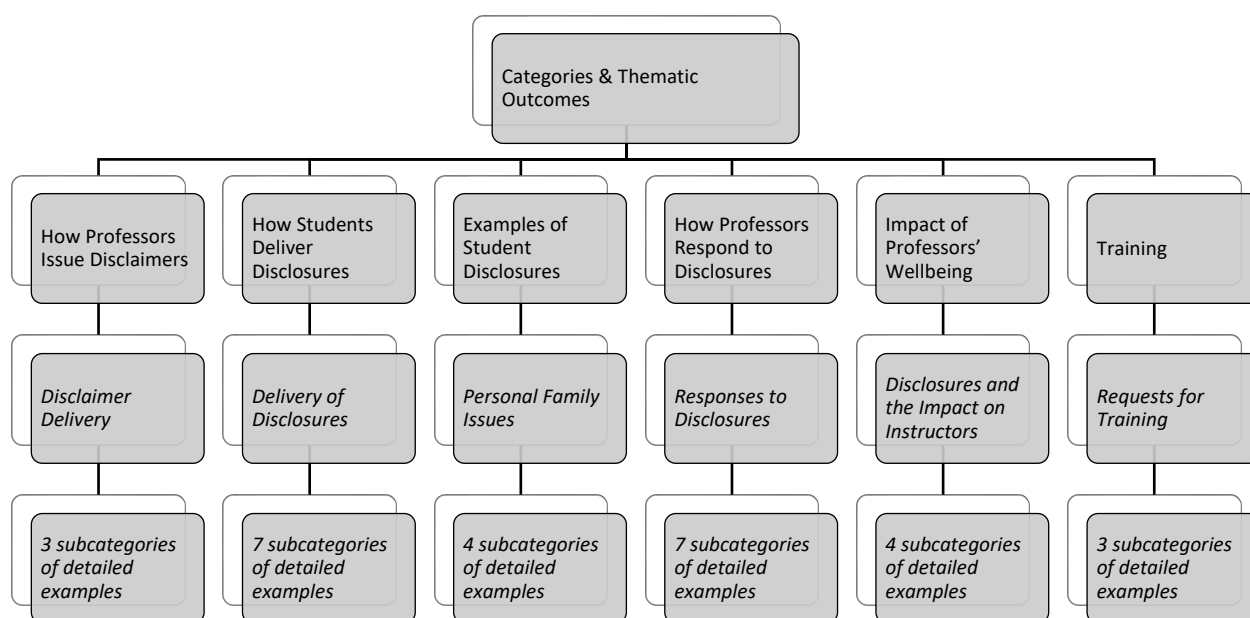 Categories & Thematic
Outcomes
How Professors
Issue Disclaimers
How Students
Deliver
Disclosures
Examples of
Student
Disclosures
How Professors
Respond to
Disclosures
Impact of
Professors’
Wellbeing
Training
Disclaimer
Delivery
Delivery of
Disclosures
Personal Family
Issues
Responses to
Disclosures
Disclosures and
the Impact on
Instructors
Requests for
Training
3 subcategories
of detailed
examples
7 subcategories
of detailed
examples
4 subcategories
of detailed
examples
7 subcategories
of detailed
examples
4 subcategories
of detailed
examples
3 subcategories
of detailed
examples